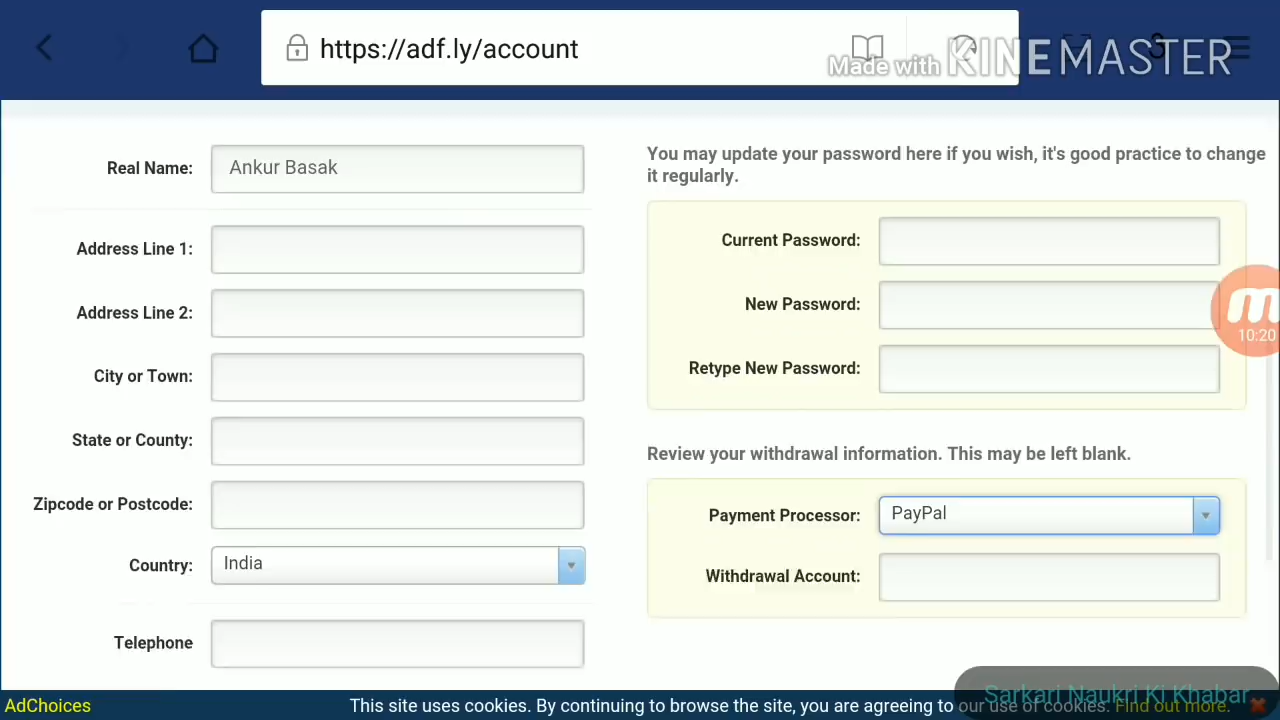 https://adf.ly/account
Made with KINEMASTER
Real Name: Ankur Basak
Address Line 1:
Address Line 2:
City or Town:
State or County:
Zipcode or Postcode:
Country: India
Telephone
You may update your password here if you wish, it's good practice to change
it regularly.
Current Password:
New Password:
Retype New Password:
10:20
Review your withdrawal information. This may be left blank.
Payment Processor: PayPal
Withdrawal Account:
Sarkari Naukri Ki Khabar
AdChoices
This site uses cookies. By continuing to browse the site, you are agreeing to our use of cookies. Find out more.